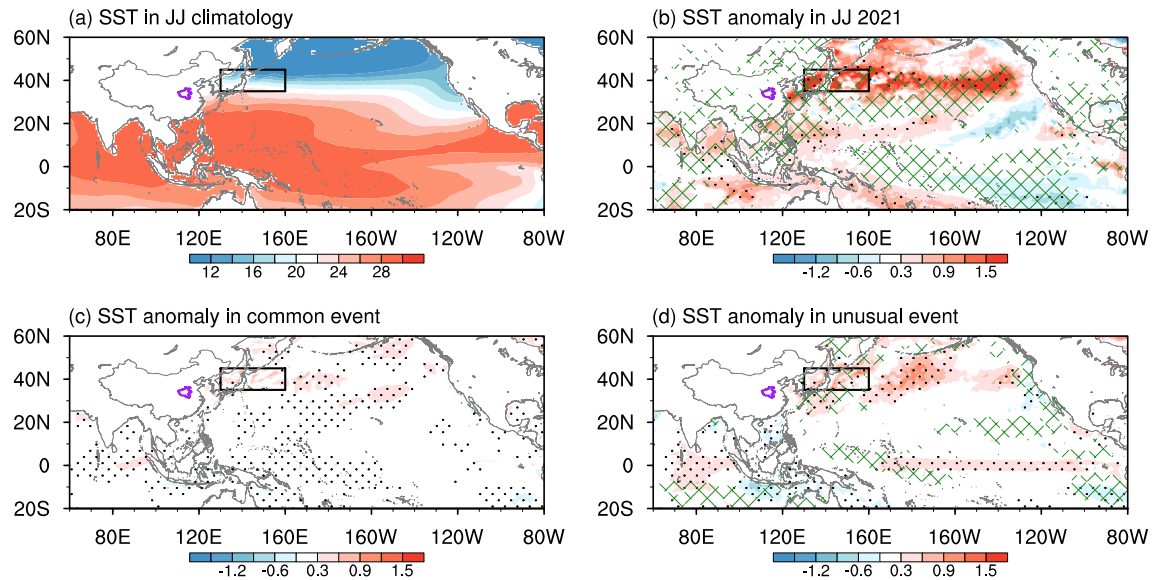 (a) SST in JJ climatology
(b) SST anomaly in JJ 2021
60N
40N
20N
0
20S
80E 120E 160E 160W 120W 80W
12 16 20 24 28
60N
40N
20N
0
20S
80E 120E 160E 160W 120W 80W
-1.2 -0.6 0.3 0.9 1.5
(c) SST anomaly in common event
(d) SST anomaly in unusual event
60N
40N
20N
0
20S
80E 120E 160E 160W 120W 80W
-1.2 -0.6 0.3 0.9 1.5
60N
40N
20N
0
20S
80E 120E 160E 160W 120W 80W
-1.2 -0.6 0.3 0.9 1.5